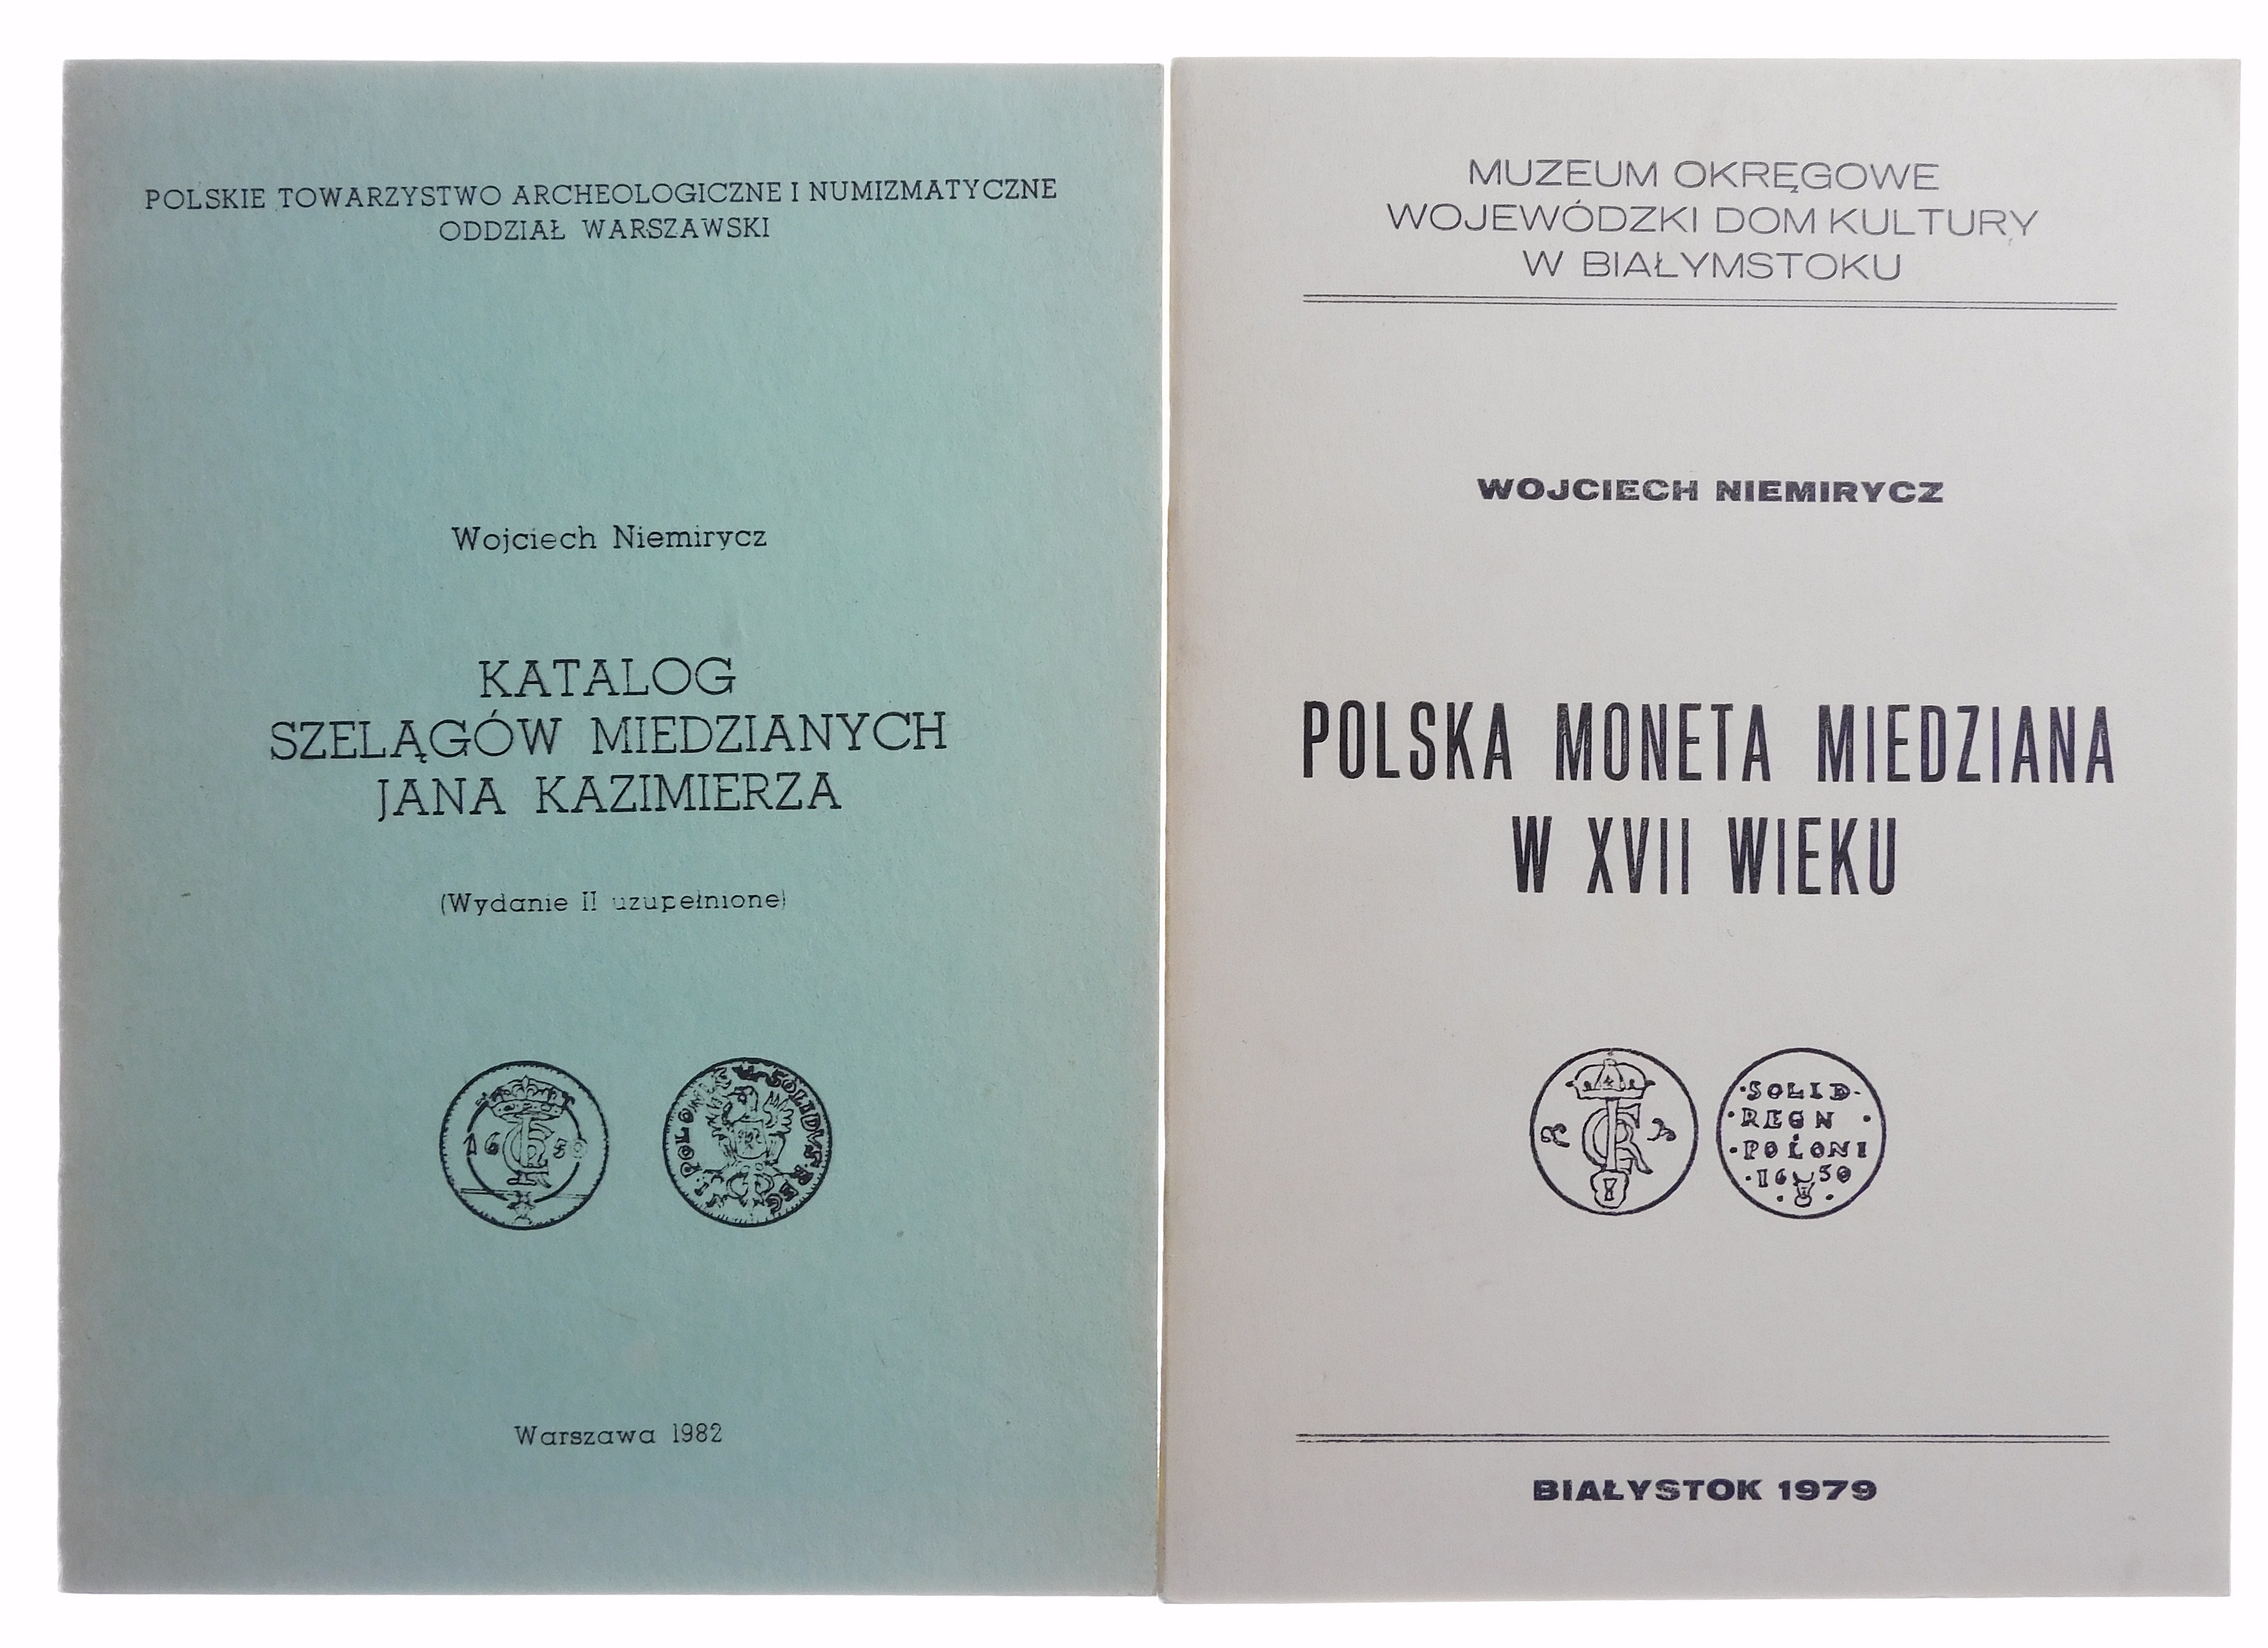 POLSKIE TOWARZYSTWO ARCHEOLOGICZNE I NUMIZMATYCZNE
ODDZIAŁ WARSZAWSKI
Wojciech Niemirycz
KATALOG
SZELĄGÓW MIEDZIANYCH
JANA KAZIMIERZA
(Wydanie II uzupełnione)
Warszawa 1982
MUZEUM OKRĘGOWE
WOJEWÓDZKI DOM KULTURY
W BIAŁYMSTOKU
WOJCIECH NIEMIRYCZ
POLSKA MONETA MIEDZIANA
W XVII WIEKU
·SOLID·
·REGN·
·POLONI
·16 50
BIAŁYSTOK 1979